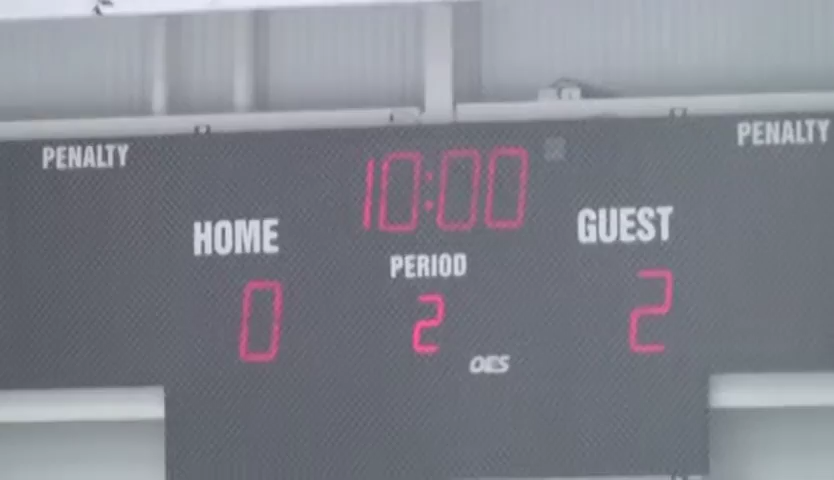 PENALTY
10:00
PENALTY
HOME
GUEST
PERIOD
0
2
2
OES